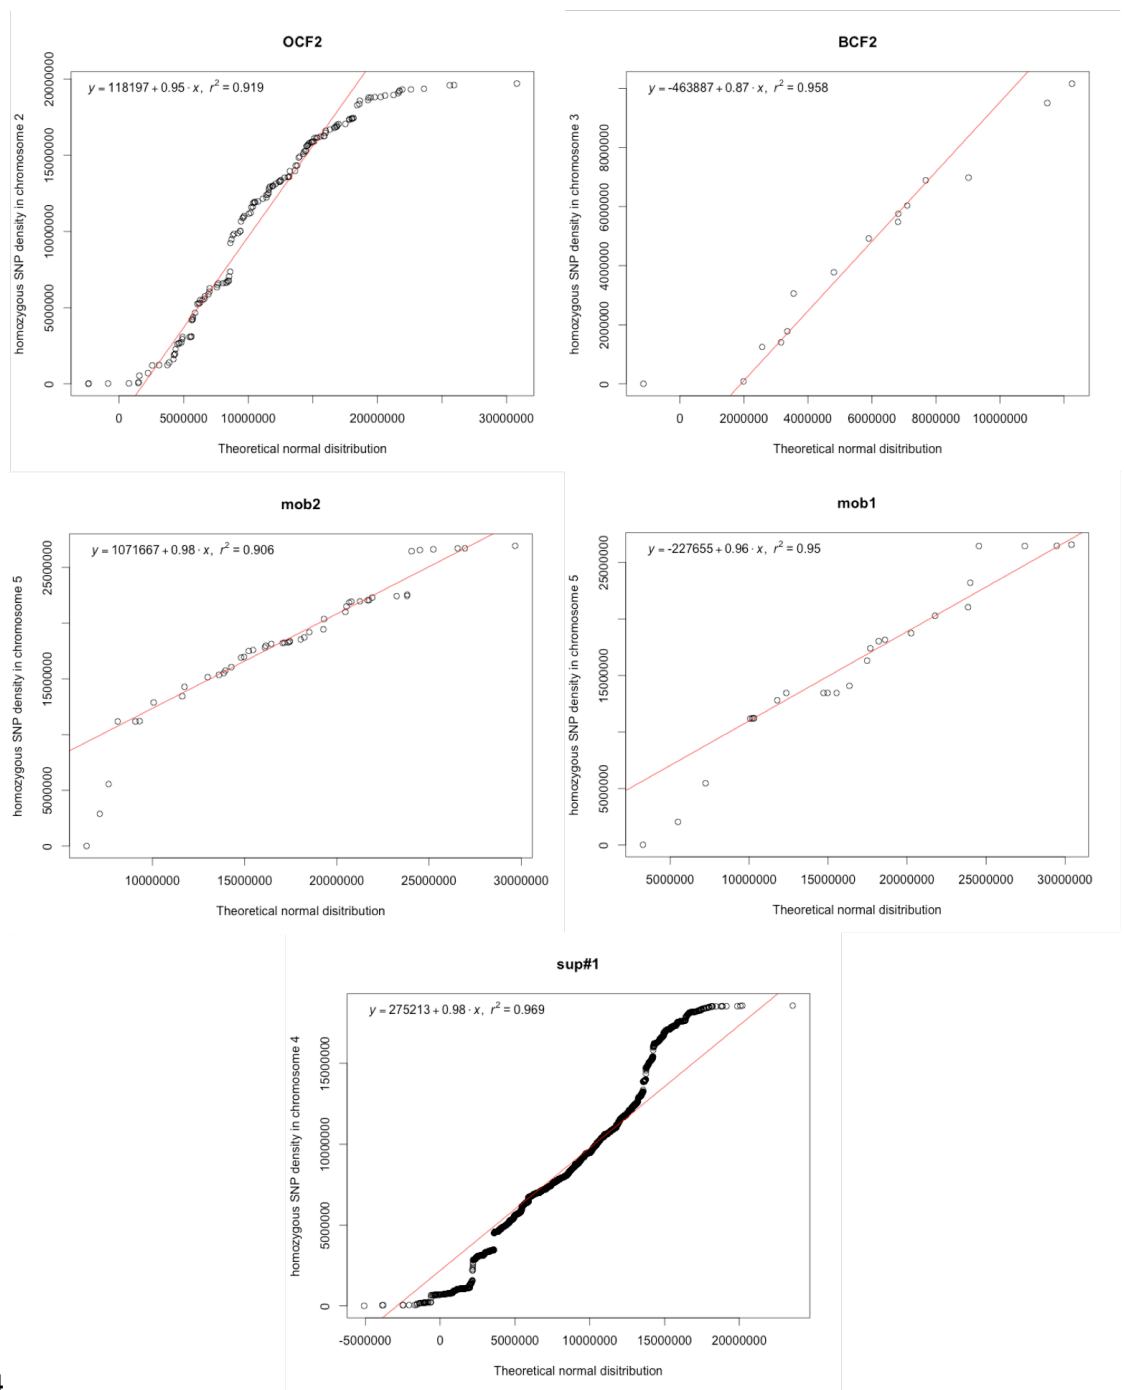 OCF2
y = 118197 + 0.95 · x, r² = 0.919
homozygous SNP density in chromosome 2
0 5000000 10000000 15000000 20000000
0 5000000 10000000 20000000 30000000
Theoretical normal disitribution
BCF2
y = -463887 + 0.87 · x, r² = 0.958
homozygous SNP density in chromosome 3
0 2000000 4000000 6000000 8000000
0 2000000 4000000 6000000 8000000 10000000
Theoretical normal disitribution
mob2
y = 1071667 + 0.98 · x, r² = 0.906
homozygous SNP density in chromosome 5
0 5000000 15000000 25000000
10000000 15000000 20000000 25000000 30000000
Theoretical normal disitribution
mob1
y = -227655 + 0.96 · x, r² = 0.95
homozygous SNP density in chromosome 5
0 5000000 15000000 25000000
5000000 10000000 15000000 20000000 25000000 30000000
Theoretical normal disitribution
sup#1
y = 275213 + 0.98 · x, r² = 0.969
homozygous SNP density in chromosome 4
0 5000000 10000000 15000000
-5000000 0 5000000 10000000 15000000 20000000
Theoretical normal disitribution